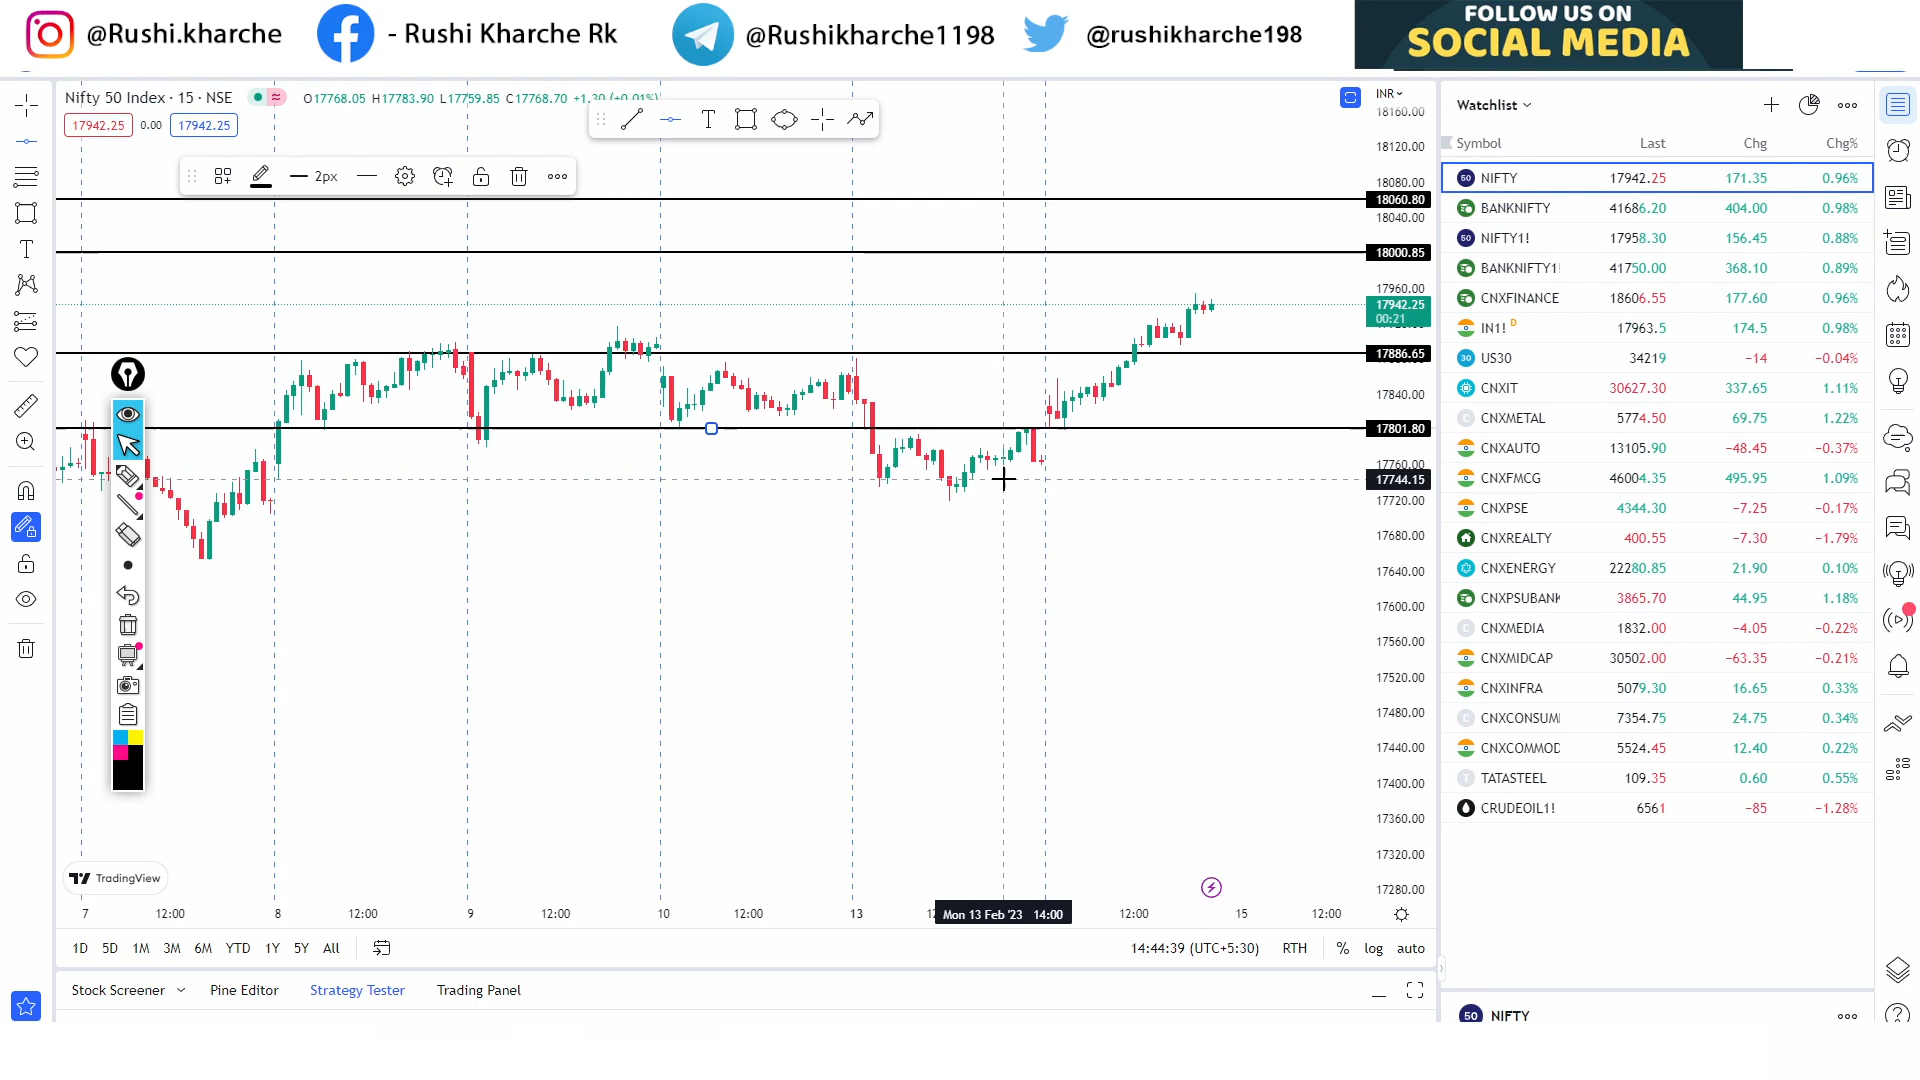 @Rushi.kharche
- Rushi Kharche Rk
@Rushikharche1198
@rushikharche198
FOLLOW US ON
SOCIAL MEDIA
Nifty 50 Index · 15 · NSE
O17768.05 H17783.90 L17759.85 C17768.70 +1.30 (+0.01%)
17942.25 0.00 17942.25
2px
INR
18160.00
18120.00
18080.00
18060.80
18040.00
18000.85
17960.00
17942.25
00:21
17886.65
17840.00
17801.80
17760.00
17744.15
17720.00
17680.00
17640.00
17600.00
17560.00
17520.00
17480.00
17440.00
17400.00
17360.00
17320.00
17280.00
TradingView
7 12:00 8 12:00 9 12:00 10 12:00 13 Mon 13 Feb '23 14:00 12:00 15 12:00
1D 5D 1M 3M 6M YTD 1Y 5Y All
14:44:39 (UTC+5:30) RTH % log auto
Stock Screener Pine Editor Strategy Tester Trading Panel
Watchlist
Symbol Last Chg Chg%
50 NIFTY 17942.25 171.35 0.96%
BANKNIFTY 41686.20 404.00 0.98%
50 NIFTY1! 17958.30 156.45 0.88%
BANKNIFTY1! 41750.00 368.10 0.89%
CNXFINANCE 18606.55 177.60 0.96%
IN1! D 17963.5 174.5 0.98%
30 US30 34219 −14 −0.04%
CNXIT 30627.30 337.65 1.11%
C CNXMETAL 5774.50 69.75 1.22%
CNXAUTO 13105.90 −48.45 −0.37%
CNXFMCG 46004.35 495.95 1.09%
CNXPSE 4344.30 −7.25 −0.17%
CNXREALTY 400.55 −7.30 −1.79%
CNXENERGY 22280.85 21.90 0.10%
CNXPSUBANK 3865.70 44.95 1.18%
C CNXMEDIA 1832.00 −4.05 −0.22%
CNXMIDCAP 30502.00 −63.35 −0.21%
CNXINFRA 5079.30 16.65 0.33%
C CNXCONSUM 7354.75 24.75 0.34%
CNXCOMMOD 5524.45 12.40 0.22%
T TATASTEEL 109.35 0.60 0.55%
CRUDEOIL1! 6561 −85 −1.28%
50 NIFTY